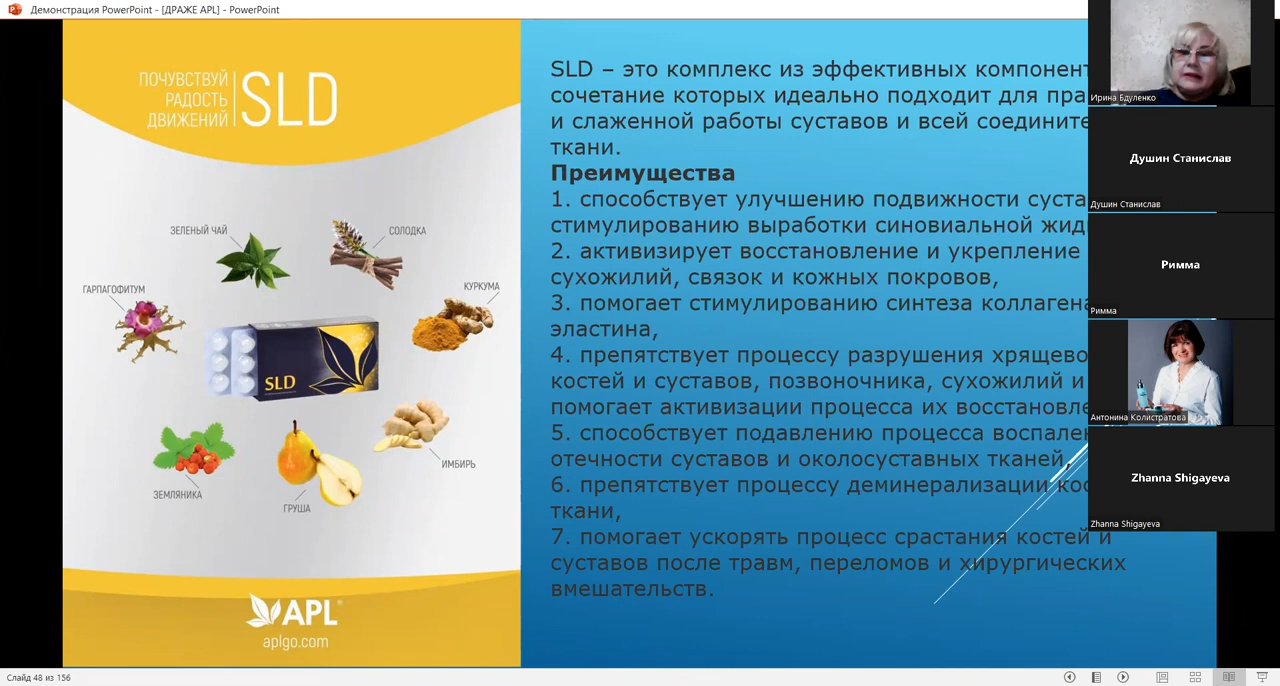 Демонстрация PowerPoint - [ДРАЖЕ APL] - PowerPoint
ПОЧУВСТВУЙ
РАДОСТЬ
ДВИЖЕНИЙ
SLD
ЗЕЛЕНЫЙ ЧАЙ
СОЛОДКА
ГАРПАГОФИТУМ
КУРКУМА
SLD
ИМБИРЬ
ЗЕМЛЯНИКА
ГРУША
APL
aplgo.com
SLD – это комплекс из эффективных компонент
сочетание которых идеально подходит для пра
и слаженной работы суставов и всей соедините
ткани.
Преимущества
1. способствует улучшению подвижности суста
стимулированию выработки синовиальной жид
2. активизирует восстановление и укрепление
сухожилий, связок и кожных покровов,
3. помогает стимулированию синтеза коллагена
эластина,
4. препятствует процессу разрушения хрящево
костей и суставов, позвоночника, сухожилий и
помогает активизации процесса их восстановле
5. способствует подавлению процесса воспален
отечности суставов и околосуставных тканей,
6. препятствует процессу деминерализации кос
ткани,
7. помогает ускорять процесс срастания костей и
суставов после травм, переломов и хирургических
вмешательств.
Ирина Бдуленко
Душин Станислав
Душин Станислав
Римма
Римма
Антонина Колистратова
Zhanna Shigayeva
Zhanna Shigayeva
Слайд 48 из 156